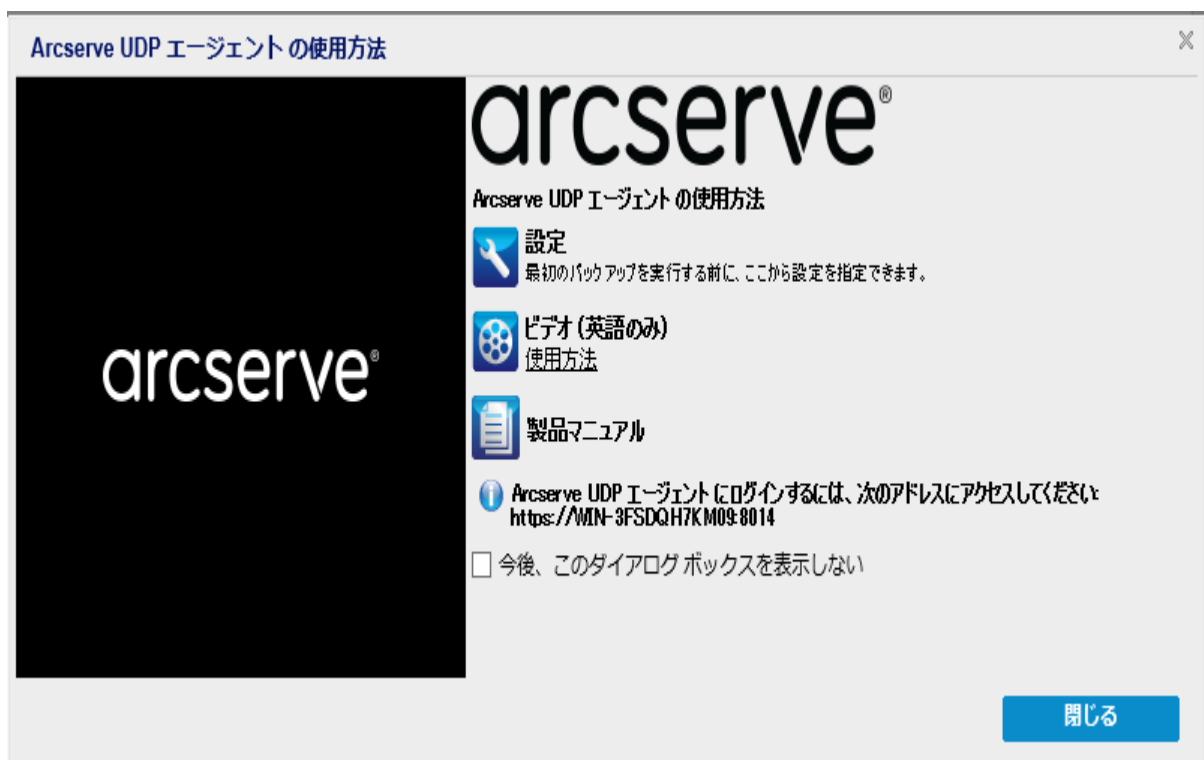 Arcserve UDP エージェント の使用方法
arcserve®
arcserve®
Arcserve UDP エージェント の使用方法
設定
最初のバックアップを実行する前に、ここから設定を指定できます。
ビデオ (英語のみ)
使用方法
製品マニュアル
Arcserve UDP エージェント にログインするには、次のアドレスにアクセスしてください:
https://WIN-3FSDQH7KM09:8014
今後、このダイアログ ボックスを表示しない
閉じる